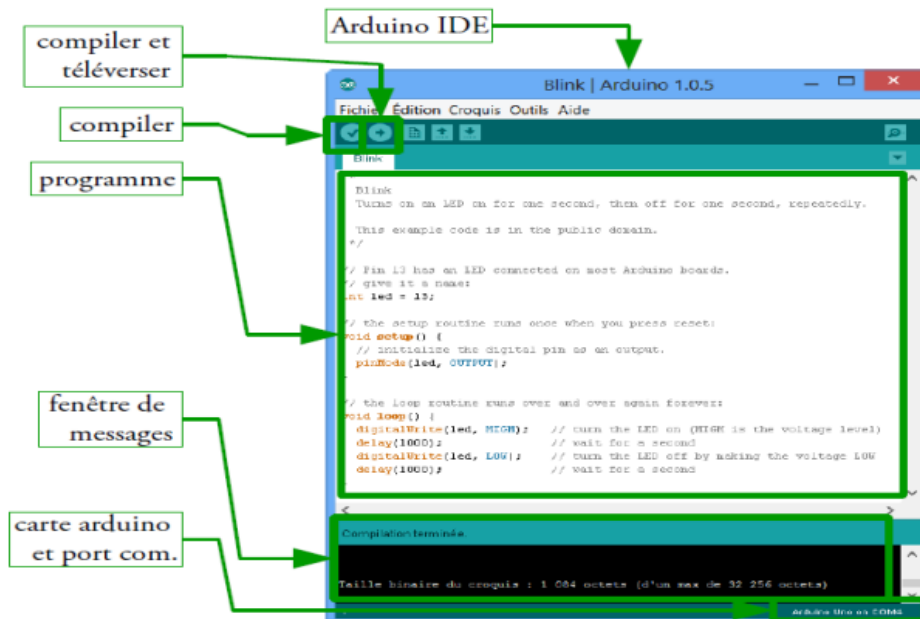 Arduino IDE
compiler et
téléverser
compiler
programme
fenêtre de
messages
carte arduino
et port com.
Blink | Arduino 1.0.5
Fichier Édition Croquis Outils Aide
Blink
Blink
Turns on an LED on for one second, then off for one second, repeatedly.
This example code is in the public domain.
*/
// Pin 13 has an LED connected on most Arduino boards.
// give it a name:
int led = 13;
// the setup routine runs once when you press reset:
void setup() {
// initialize the digital pin as an output.
pinMode(led, OUTPUT);
// the loop routine runs over and over again forever:
void loop() {
digitalWrite(led, HIGH); // turn the LED on (HIGH is the voltage level)
delay(1000); // wait for a second
digitalWrite(led, LOW); // turn the LED off by making the voltage LOW
delay(1000); // wait for a second
Compilation terminée.
Taille binaire du croquis : 1 084 octets (d'un max de 32 256 octets)
Arduino Uno on COM4